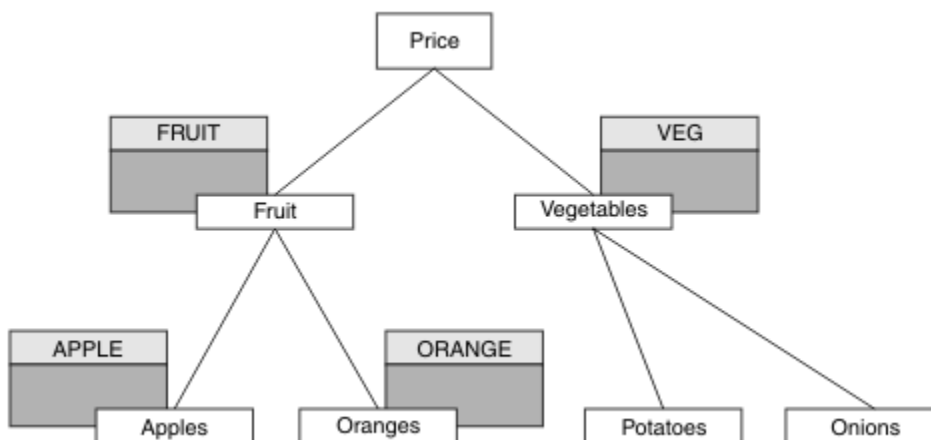 Price
FRUIT
VEG
Fruit
Vegetables
APPLE
ORANGE
Apples
Oranges
Potatoes
Onions